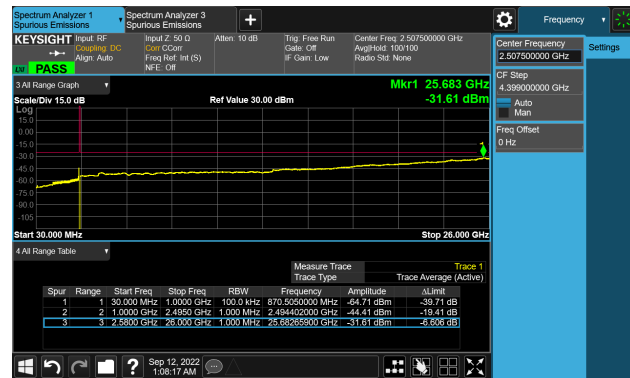 Spectrum Analyzer 1
Spurious Emissions
Spectrum Analyzer 3
Spurious Emissions
+
Frequency
KEYSIGHT
Input: RF
Coupling: DC
Align: Auto
Input Z: 50 Ω
Corr CCorr
Freq Ref: Int (S)
NFE: Off
Atten: 10 dB
Trig: Free Run
Gate: Off
IF Gain: Low
Center Freq: 2.507500000 GHz
Avg|Hold: 100/100
Radio Std: None
LXI
PASS
Center Frequency
2.507500000 GHz
Settings
CF Step
4.399000000 GHz
Auto
Man
Freq Offset
0 Hz
3 All Range Graph
Mkr1 25.683 GHz
-31.61 dBm
Scale/Div 15.0 dB
Ref Value 30.00 dBm
Log
15.0
0.00
-15.0
-30.0
-45.0
-60.0
-75.0
-90.0
-105
1
Start 30.000 MHz
Stop 26.000 GHz
4 All Range Table
Measure Trace Trace 1
Trace Type Trace Average (Active)
Spur Range Start Freq Stop Freq RBW Frequency Amplitude ΔLimit
1 1 30.000 MHz 1.0000 GHz 100.0 kHz 870.5050000 MHz -64.71 dBm -39.71 dB
2 2 1.0000 GHz 2.4950 GHz 1.000 MHz 2.494402000 GHz -44.41 dBm -19.41 dB
3 3 2.5800 GHz 26.000 GHz 1.000 MHz 25.68265900 GHz -31.61 dBm -6.606 dB
?
Sep 12, 2022
1:08:17 AM